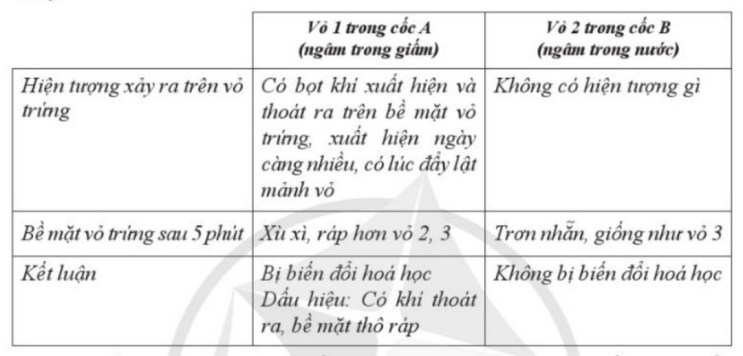 Vỏ 1 trong cốc A
(ngâm trong giấm)
Vỏ 2 trong cốc B
(ngâm trong nước)
Hiện tượng xảy ra trên vỏ
trứng
Có bọt khí xuất hiện và
thoát ra trên bề mặt vỏ
trứng, xuất hiện ngày
càng nhiều, có lúc đẩy lật
mảnh vỏ
Không có hiện tượng gì
Bề mặt vỏ trứng sau 5 phút
Xù xì, ráp hơn vỏ 2, 3
Trơn nhẵn, giống như vỏ 3
Kết luận
Bị biến đổi hoá học
Dấu hiệu: Có khí thoát
ra, bề mặt thô ráp
Không bị biến đổi hoá học